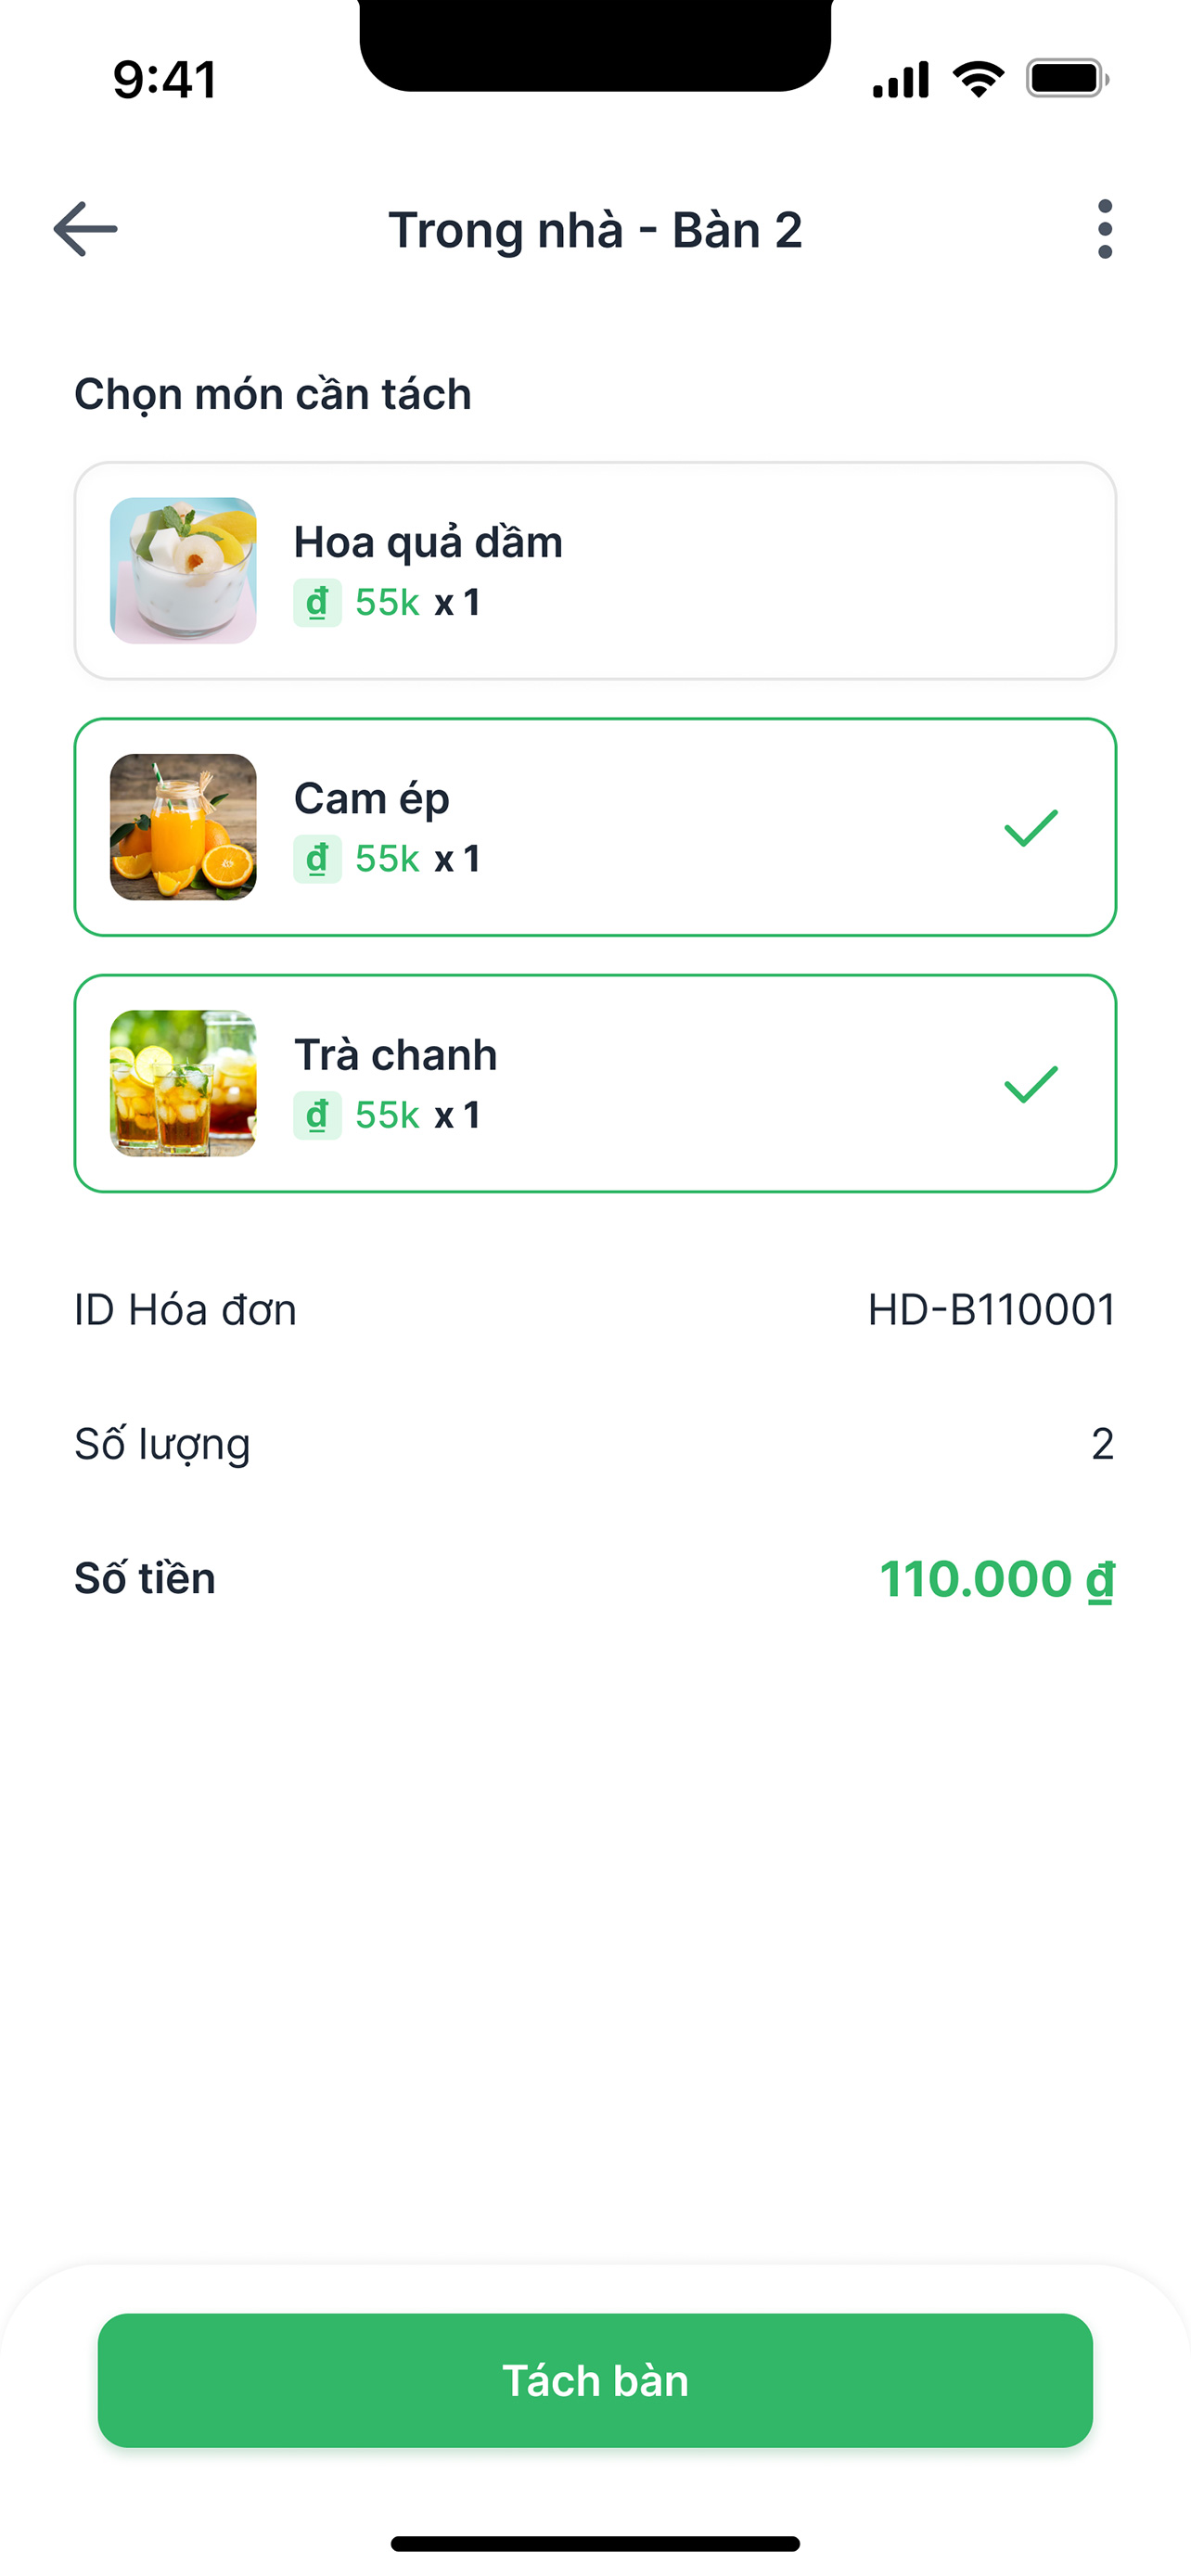 9:41
Trong nhà - Bàn 2
Chọn món cần tách
Hoa quả dầm
₫ 55k x 1
Cam ép
₫ 55k x 1
Trà chanh
₫ 55k x 1
ID Hóa đơn HD-B110001
Số lượng 2
Số tiền 110.000 ₫
Tách bàn